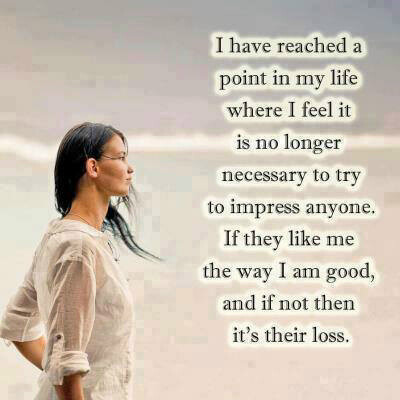 I have reached a
point in my life
where I feel it
is no longer
necessary to try
to impress anyone.
If they like me
the way I am good,
and if not then
it's their loss.